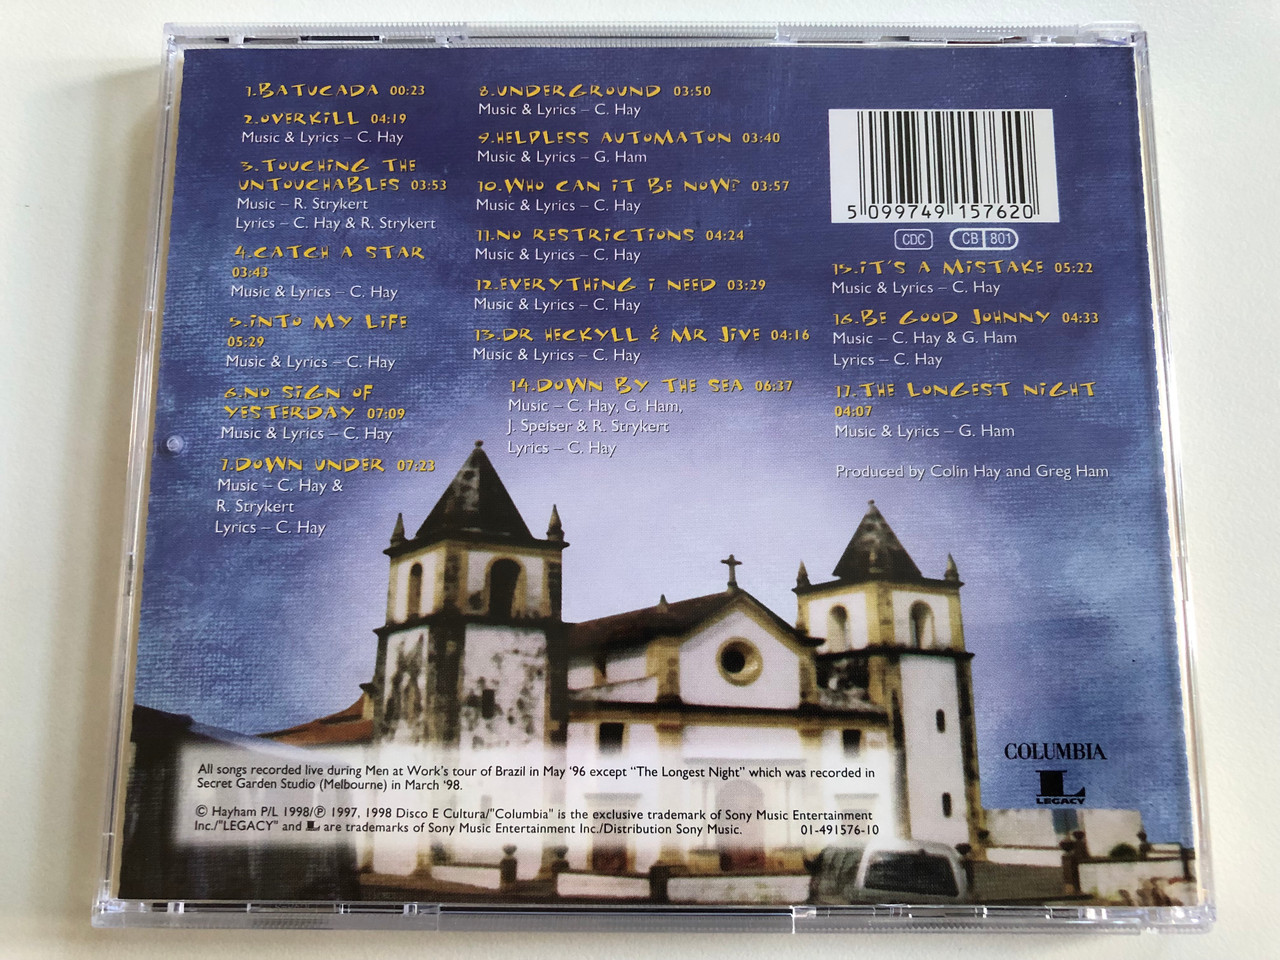 1.BATUCADA 00:23
2.OVERKiLL 04:19
Music & Lyrics – C. Hay
3.TOUCHiNG THE
UNTOUCHABLES 03:53
Music – R. Strykert
Lyrics – C. Hay & R. Strykert
4.CATCH A STAR
03:43
Music & Lyrics – C. Hay
5.iNTO MY LiFE
05:29
Music & Lyrics – C. Hay
6.NO SiGN OF
YESTERDAY 07:09
Music & Lyrics – C. Hay
7.DOWN UNDER 07:23
Music – C. Hay &
R. Strykert
Lyrics – C. Hay
8.UNDERGROUND 03:50
Music & Lyrics – C. Hay
9.HELPLESS AUTOMATON 03:40
Music & Lyrics – G. Ham
10.WHO CAN iT BE NOW? 03:57
Music & Lyrics – C. Hay
11.NO RESTRiCTiONS 04:24
Music & Lyrics – C. Hay
12.EVERYTHiNG i NEED 03:29
Music & Lyrics – C. Hay
13.DR HECKYLL & MR JiVE 04:16
Music & Lyrics – C. Hay
14.DOWN BY THE SEA 06:37
Music – C. Hay, G. Ham,
J. Speiser & R. Strykert
Lyrics – C. Hay
5 099749 157620
CDC CB 801
15.iT'S A MiSTAKE 05:22
Music & Lyrics – C. Hay
16.BE GOOD JOHNNY 04:33
Music – C. Hay & G. Ham
Lyrics – C. Hay
17.THE LONGEST NiGHT
04:07
Music & Lyrics – G. Ham
Produced by Colin Hay and Greg Ham
COLUMBIA
L
LEGACY
All songs recorded live during Men at Work's tour of Brazil in May '96 except "The Longest Night" which was recorded in
Secret Garden Studio (Melbourne) in March '98.
© Hayham P/L 1998/℗ 1997, 1998 Disco E Cultura/"Columbia" is the exclusive trademark of Sony Music Entertainment
Inc./"LEGACY" and L are trademarks of Sony Music Entertainment Inc./Distribution Sony Music. 01-491576-10